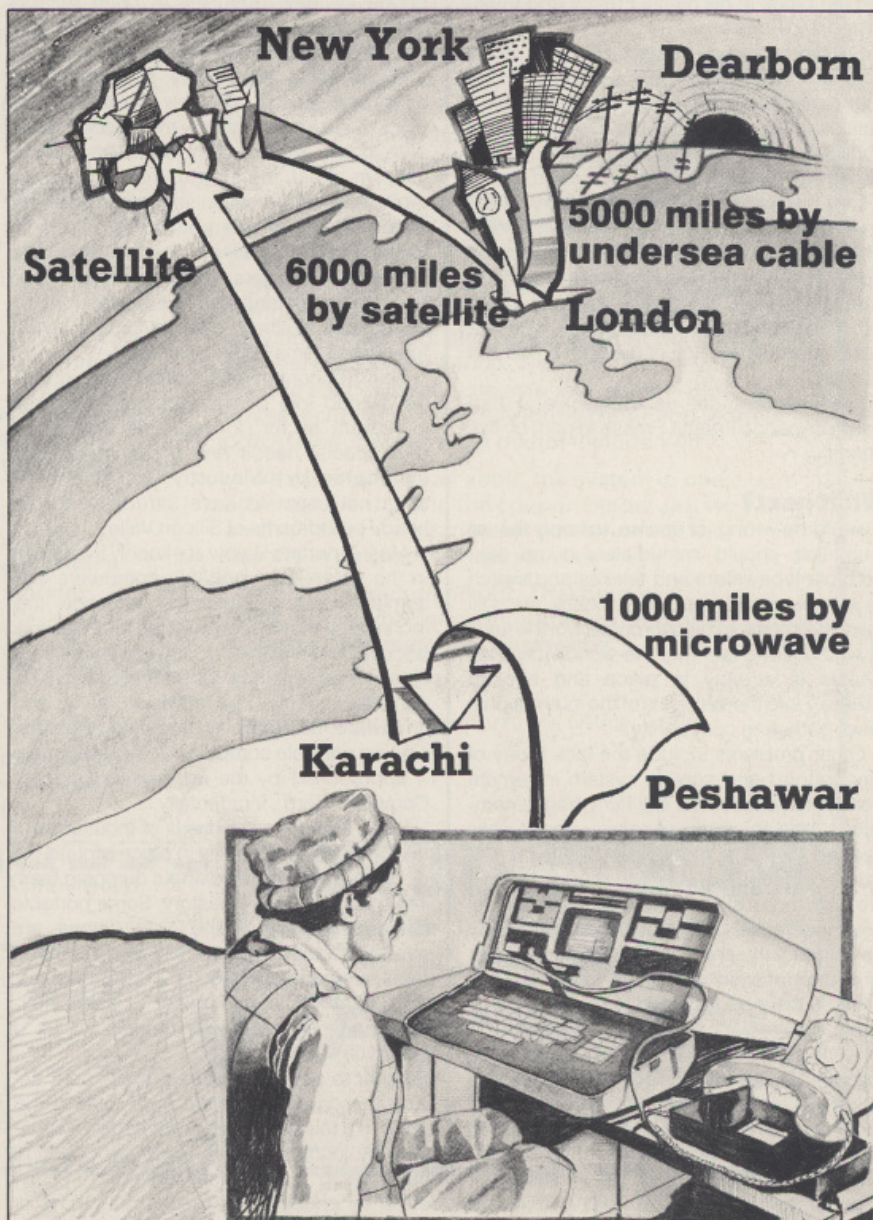 New York
Dearborn
Satellite
6000 miles
by satellite
5000 miles by
undersea cable
London
1000 miles by
microwave
Karachi
Peshawar